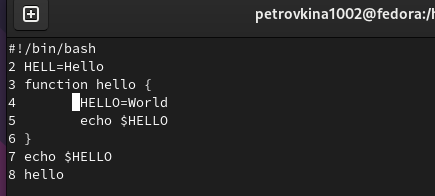 petrovkina1002@fedora:/h
#!/bin/bash
2 HELL=Hello
3 function hello {
4        HELLO=World
5        echo $HELLO
6 }
7 echo $HELLO
8 hello